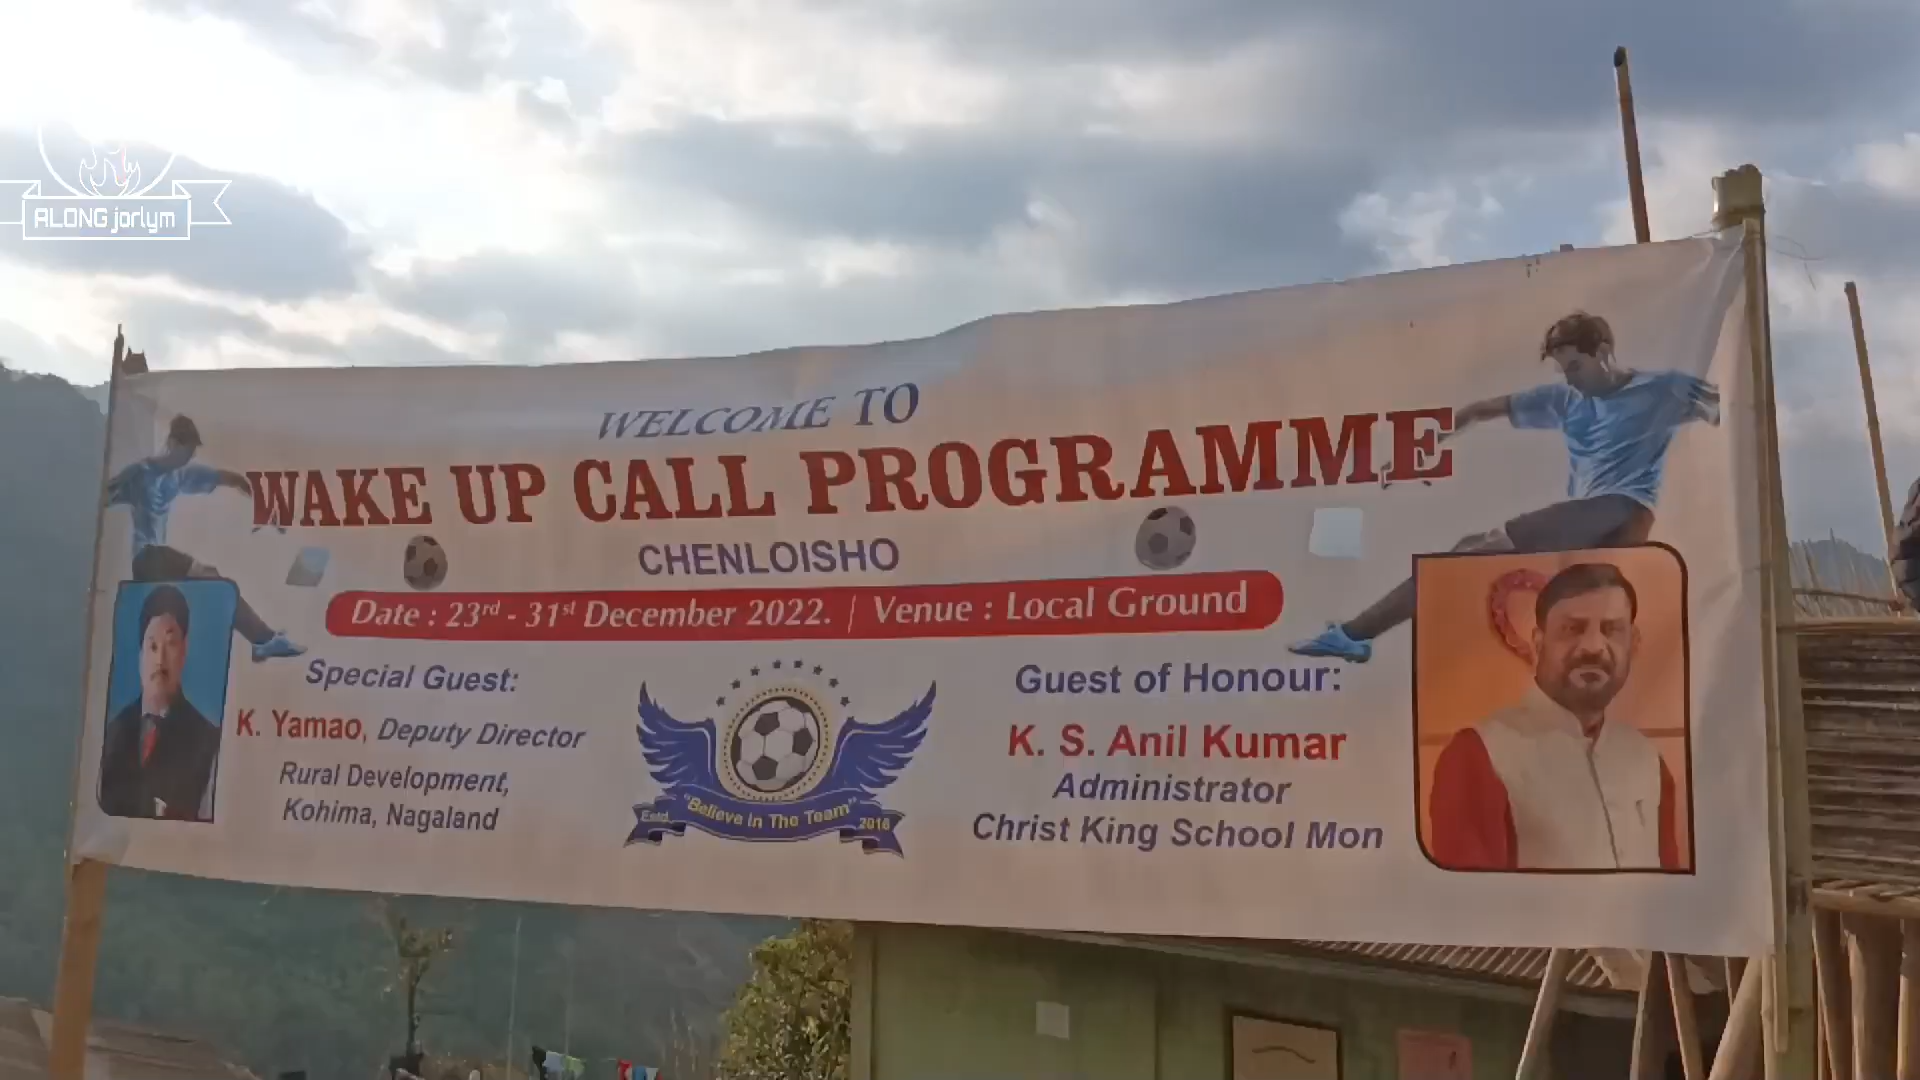 ALONG jorlym
WELCOME TO
WAKE UP CALL PROGRAMME
CHENLOISHO
Date : 23rd - 31st December 2022. | Venue : Local Ground
Special Guest:
K. Yamao, Deputy Director
Rural Development,
Kohima, Nagaland
Estd. "Believe In The Team" 2016
Guest of Honour:
K. S. Anil Kumar
Administrator
Christ King School Mon